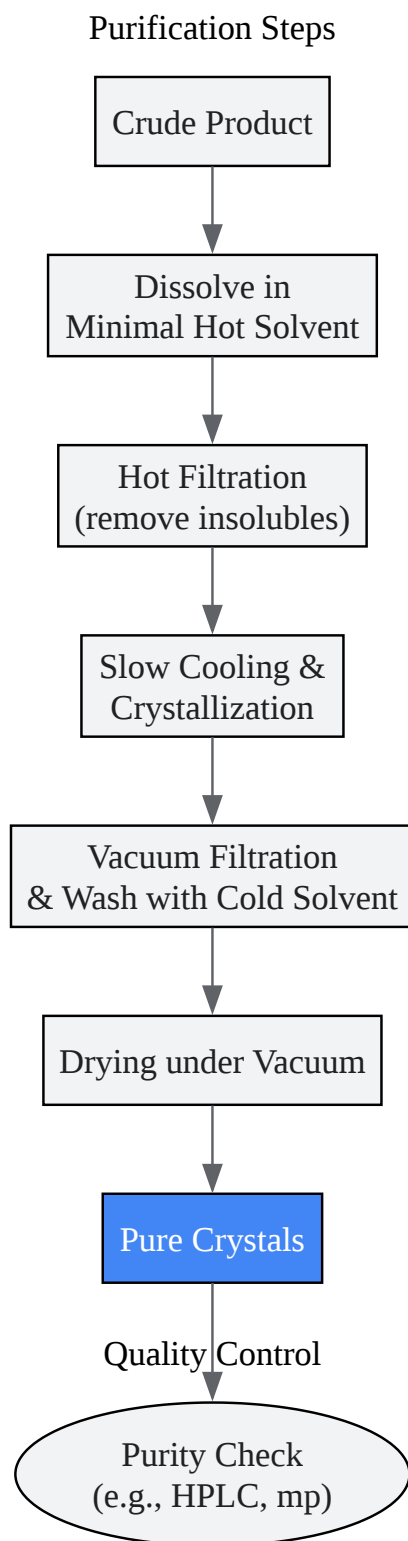 Purification Steps
Crude Product
Dissolve in
Minimal Hot Solvent
Hot Filtration
(remove insolubles)
Slow Cooling &
Crystallization
Vacuum Filtration
& Wash with Cold Solvent
Drying under Vacuum
Pure Crystals
Quality Control
Purity Check
(e.g., HPLC, mp)